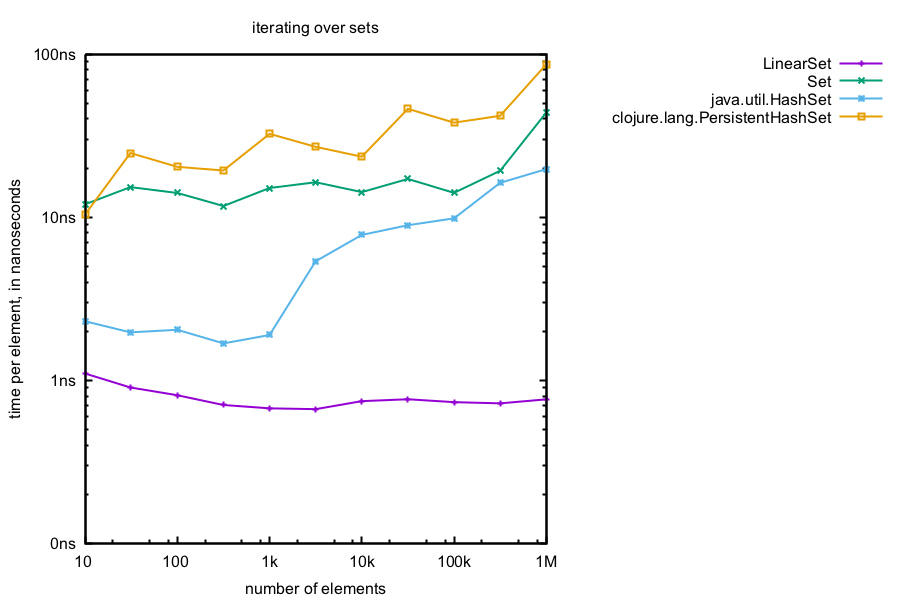 iterating over sets
100ns
10ns
1ns
0ns
time per element, in nanoseconds
10
100
1k
10k
100k
1M
number of elements
LinearSet
Set
java.util.HashSet
clojure.lang.PersistentHashSet